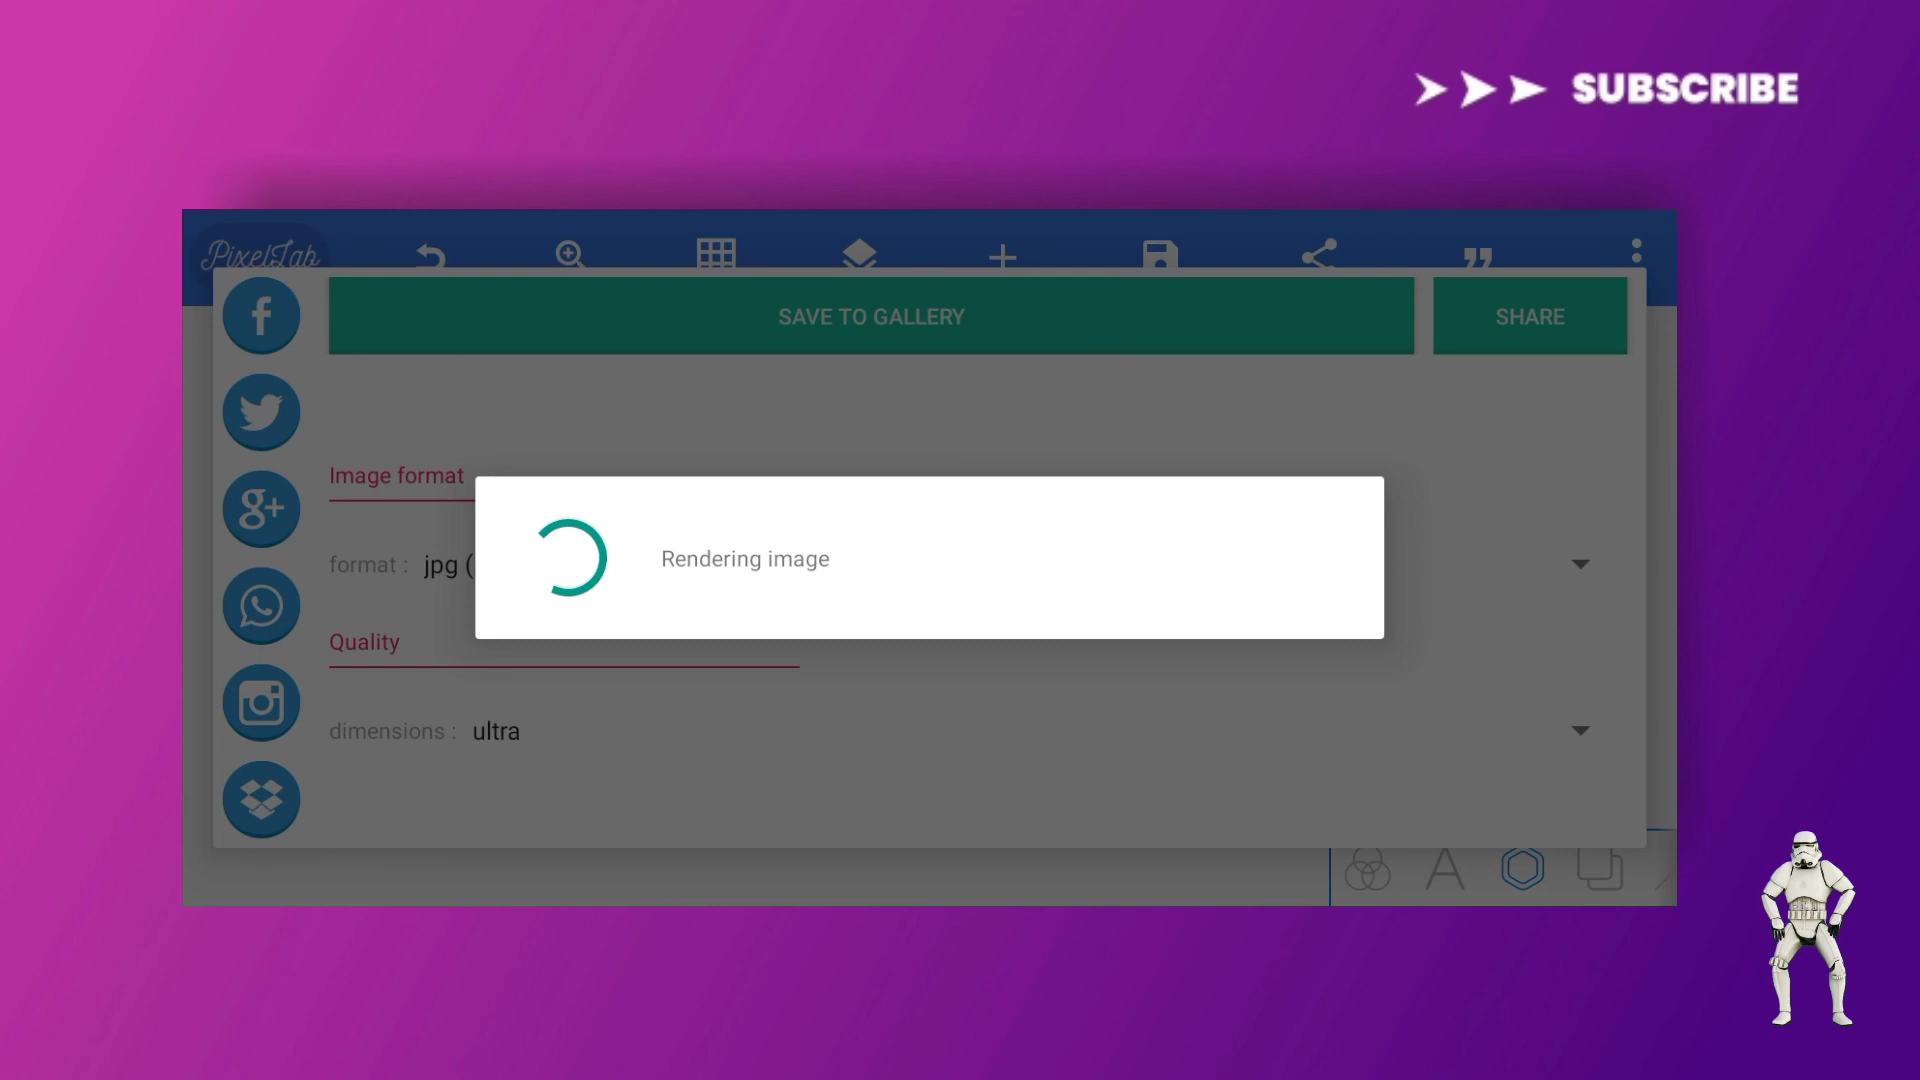 SUBSCRIBE
PixelLab
SAVE TO GALLERY
SHARE
Image format
format : jpg (
Rendering image
Quality
dimensions : ultra